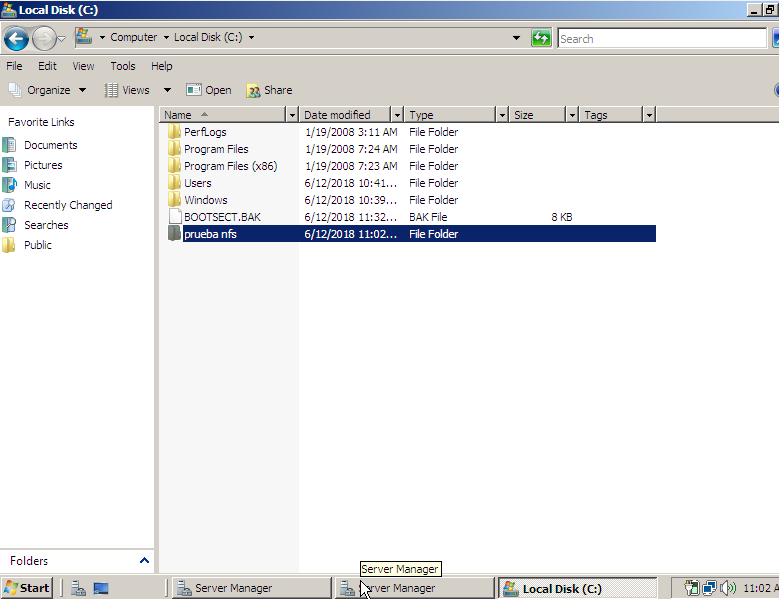 Local Disk (C:)
Computer Local Disk (C:) Search
File Edit View Tools Help
Organize Views Open Share
Favorite Links
Documents
Pictures
Music
Recently Changed
Searches
Public
Name Date modified Type Size Tags
PerfLogs 1/19/2008 3:11 AM File Folder
Program Files 1/19/2008 7:24 AM File Folder
Program Files (x86) 1/19/2008 7:23 AM File Folder
Users 6/12/2018 10:41... File Folder
Windows 6/12/2018 10:39... File Folder
BOOTSECT.BAK 6/12/2018 11:32... BAK File 8 KB
prueba nfs 6/12/2018 11:02... File Folder
Folders
Server Manager
Start Server Manager Server Manager Local Disk (C:) 11:02